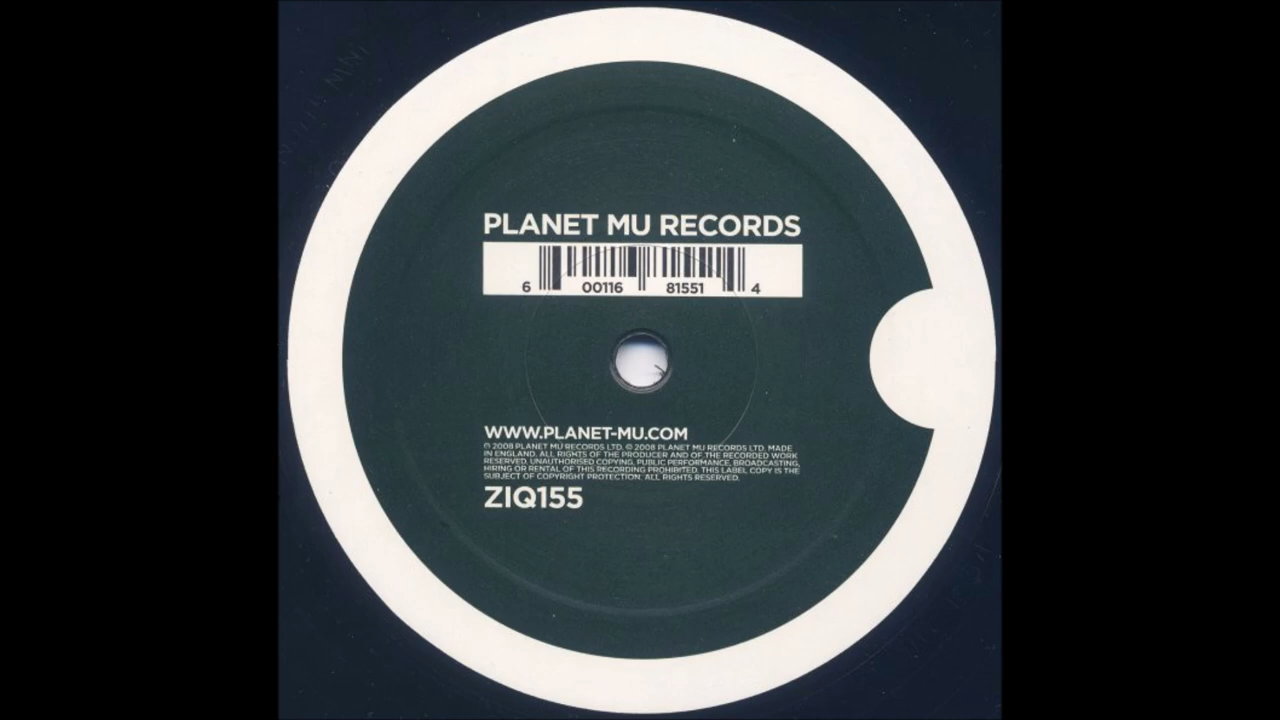 PLANET MU RECORDS
6 00116 81551 4
WWW.PLANET-MU.COM
℗ 2008 PLANET MU RECORDS LTD. © 2008 PLANET MU RECORDS LTD. MADE
IN ENGLAND. ALL RIGHTS OF THE PRODUCER AND OF THE RECORDED WORK
RESERVED. UNAUTHORISED COPYING, PUBLIC PERFORMANCE, BROADCASTING,
HIRING OR RENTAL OF THIS RECORDING PROHIBITED. THIS LABEL COPY IS THE
SUBJECT OF COPYRIGHT PROTECTION. ALL RIGHTS RESERVED.
ZIQ155